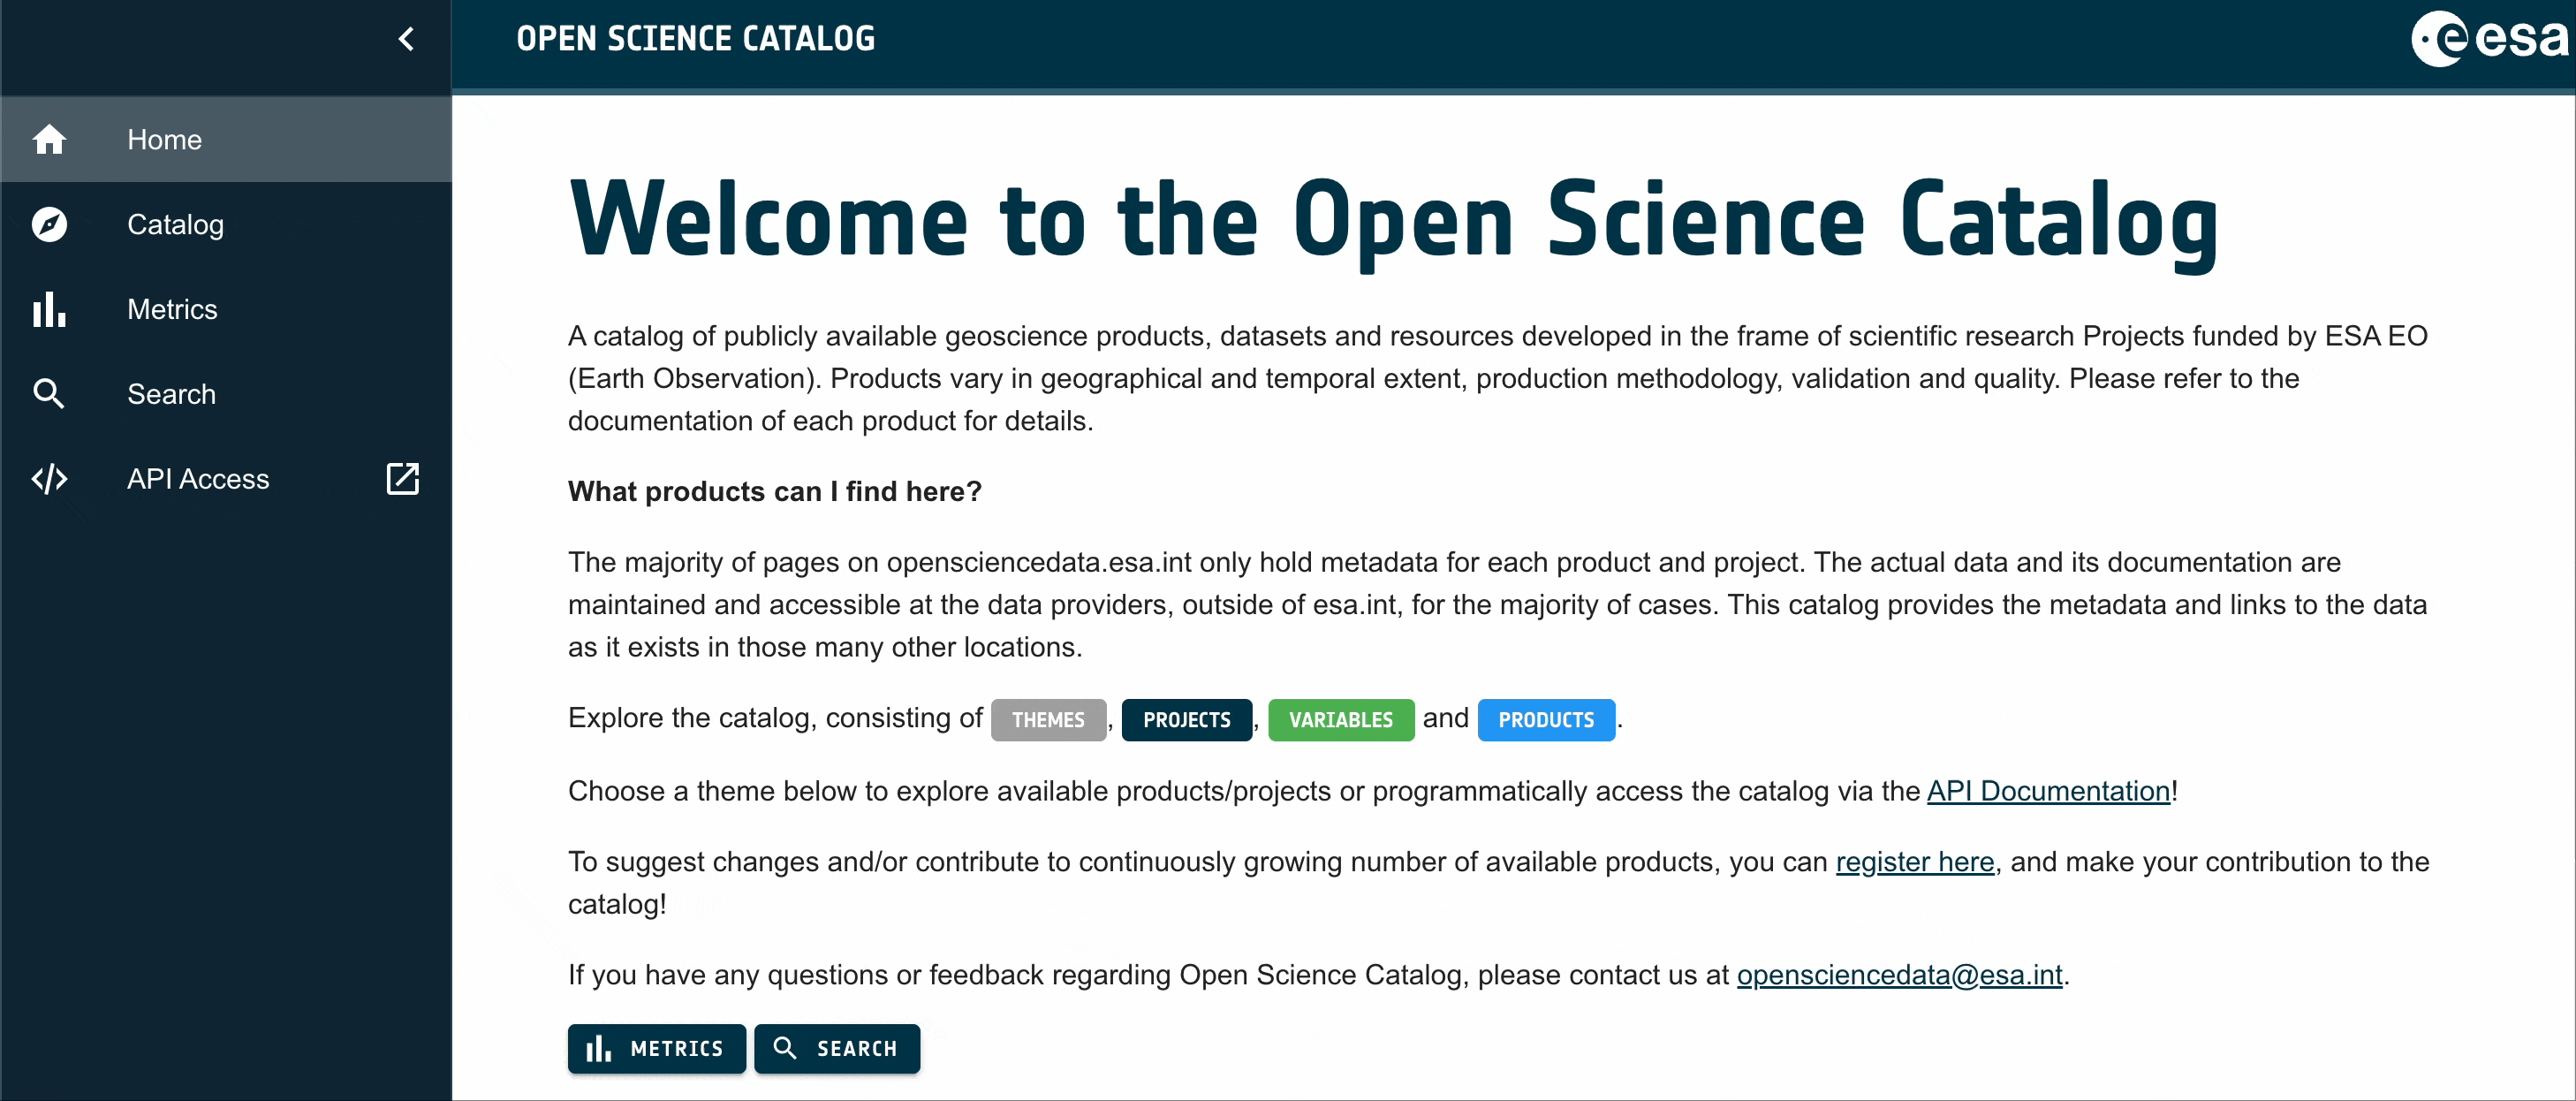 OPEN SCIENCE CATALOG
esa
Home
Catalog
Metrics
Search
API Access
Welcome to the Open Science Catalog
A catalog of publicly available geoscience products, datasets and resources developed in the frame of scientific research Projects funded by ESA EO
(Earth Observation). Products vary in geographical and temporal extent, production methodology, validation and quality. Please refer to the
documentation of each product for details.
What products can I find here?
The majority of pages on opensciencedata.esa.int only hold metadata for each product and project. The actual data and its documentation are
maintained and accessible at the data providers, outside of esa.int, for the majority of cases. This catalog provides the metadata and links to the data
as it exists in those many other locations.
Explore the catalog, consisting of THEMES, PROJECTS, VARIABLES and PRODUCTS.
Choose a theme below to explore available products/projects or programmatically access the catalog via the API Documentation!
To suggest changes and/or contribute to continuously growing number of available products, you can register here, and make your contribution to the
catalog!
If you have any questions or feedback regarding Open Science Catalog, please contact us at opensciencedata@esa.int.
METRICS SEARCH